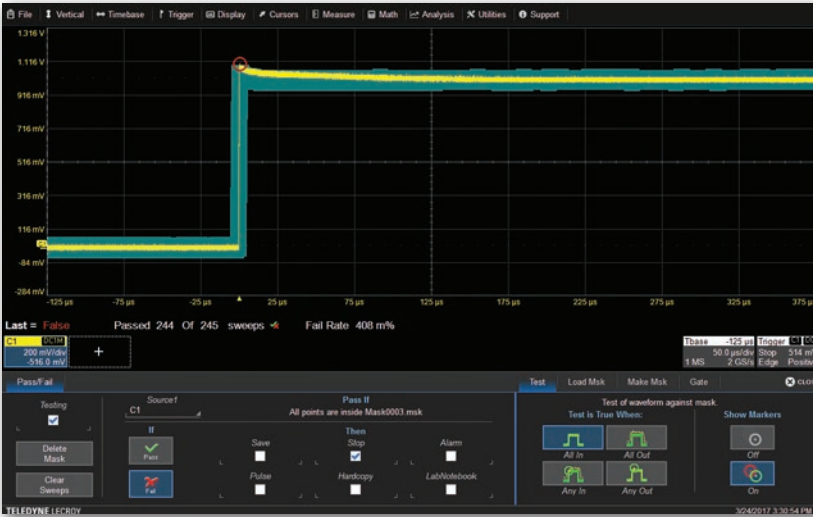 File Vertical Timebase Trigger Display Cursors Measure Math Analysis Utilities Support
1.316 V
1.116 V
916 mV
716 mV
516 mV
316 mV
116 mV
C1
-84 mV
-284 mV
-125 µs -75 µs -25 µs 25 µs 75 µs 125 µs 175 µs 225 µs 275 µs 325 µs 375 µ
Last = False Passed 244 Of 245 sweeps Fail Rate 408 m%
C1 DC1M
200 mV/div
-516.0 mV
+
Tbase -125 µs
50.0 µs/div
1 MS 2 GS/s
Trigger C1 DC
Stop 514 m
Edge Positiv
Pass/Fail
Test Load Msk Make Msk Gate CLO
Testing
Delete
Mask
Clear
Sweeps
Source1
C1
Pass If
All points are inside Mask0003.msk
If
Pass
Fail
Then
Save Stop Alarm
Pulse Hardcopy LabNotebook
Test of waveform against mask.
Test is True When:
All In All Out
Any In Any Out
Show Markers
Off
On
TELEDYNE LECROY
3/24/2017 3:30:54 PM